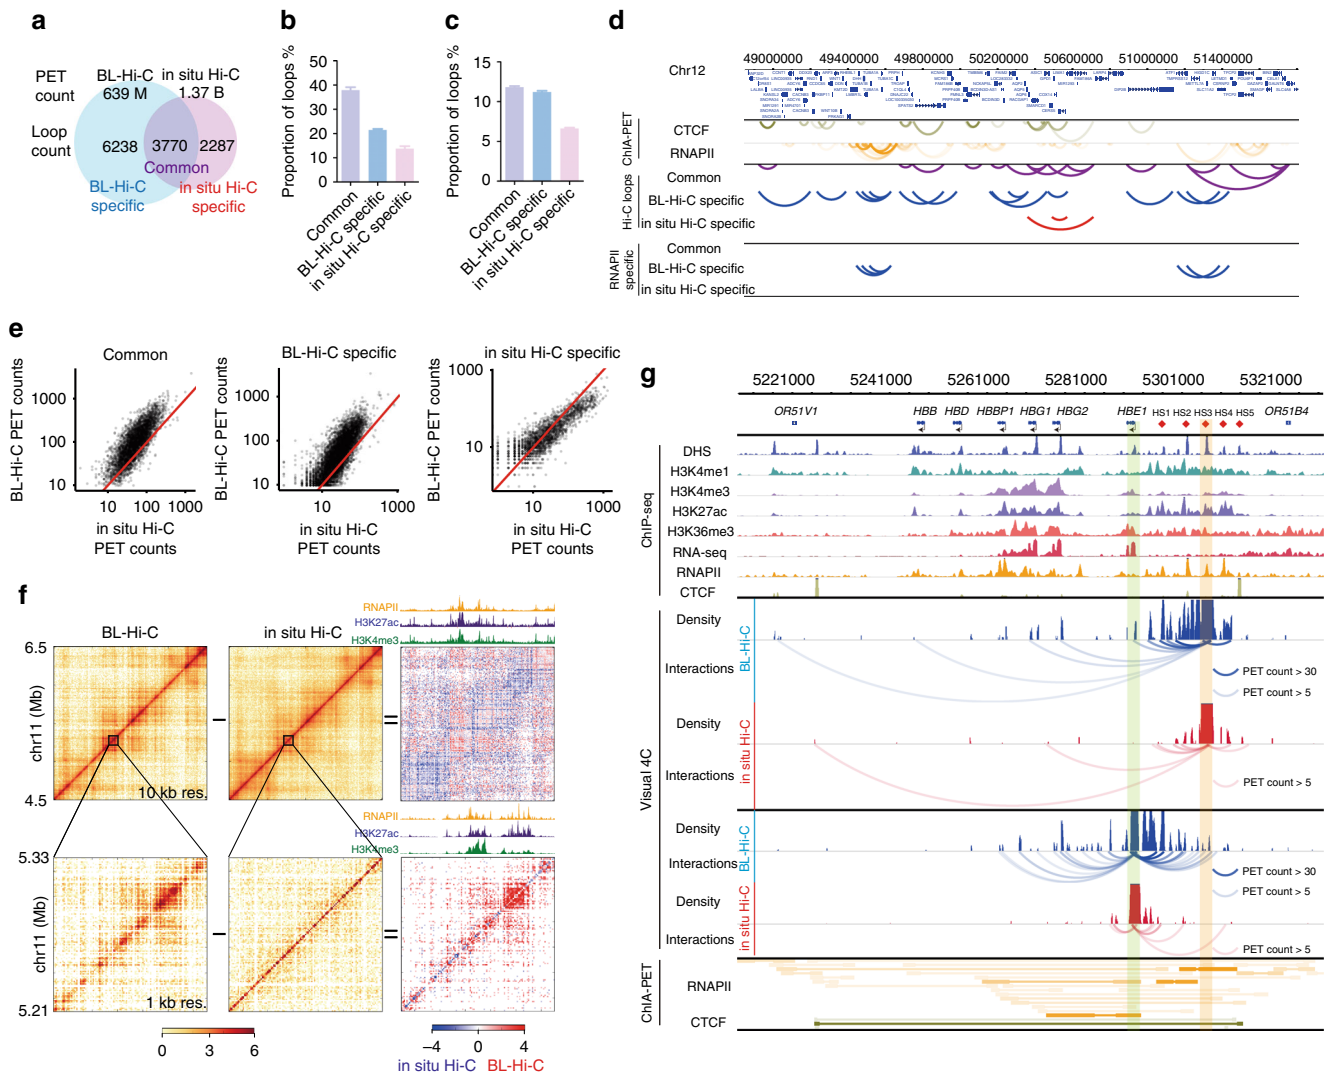 a
PET count
BL-Hi-C
639 M
in situ Hi-C
1.37 B
Loop count
6238
3770
2287
Common
BL-Hi-C specific
in situ Hi-C specific
b
Proportion of loops %
50
40
30
20
10
0
Common
BL-Hi-C specific
in situ Hi-C specific
c
Proportion of loops %
15
10
5
0
Common
BL-Hi-C specific
in situ Hi-C specific
d
49000000 49400000 49800000 50200000 50600000 51000000 51400000
Chr12
ChIA-PET
CTCF
RNAPII
Hi-C loops
Common
BL-Hi-C specific
in situ Hi-C specific
RNAPII specific
Common
BL-Hi-C specific
in situ Hi-C specific
e
Common
BL-Hi-C PET counts
1000
100
10
10 100 1000
in situ Hi-C
PET counts
BL-Hi-C specific
BL-Hi-C PET counts
1000
100
10
10 1000
in situ Hi-C
PET counts
in situ Hi-C specific
BL-Hi-C PET counts
1000
10
10 1000
in situ Hi-C
PET counts
f
RNAPII
H3K27ac
H3K4me3
BL-Hi-C
in situ Hi-C
6.5
chr11 (Mb)
4.5
10 kb res.
–
=
RNAPII
H3K27ac
H3K4me3
5.33
chr11 (Mb)
5.21
1 kb res.
–
=
0 3 6
–4 0 4
in situ Hi-C BL-Hi-C
g
5221000 5241000 5261000 5281000 5301000 5321000
OR51V1 HBB HBD HBBP1 HBG1 HBG2 HBE1 HS1 HS2 HS3 HS4 HS5 OR51B4
ChIP-seq
DHS
H3K4me1
H3K4me3
H3K27ac
H3K36me3
RNA-seq
RNAPII
CTCF
Visual 4C
BL-Hi-C
Density
Interactions
PET count > 30
PET count > 5
in situ Hi-C
Density
Interactions
PET count > 5
BL-Hi-C
Density
Interactions
PET count > 30
PET count > 5
in situ Hi-C
Density
Interactions
PET count > 5
ChIA-PET
RNAPII
CTCF